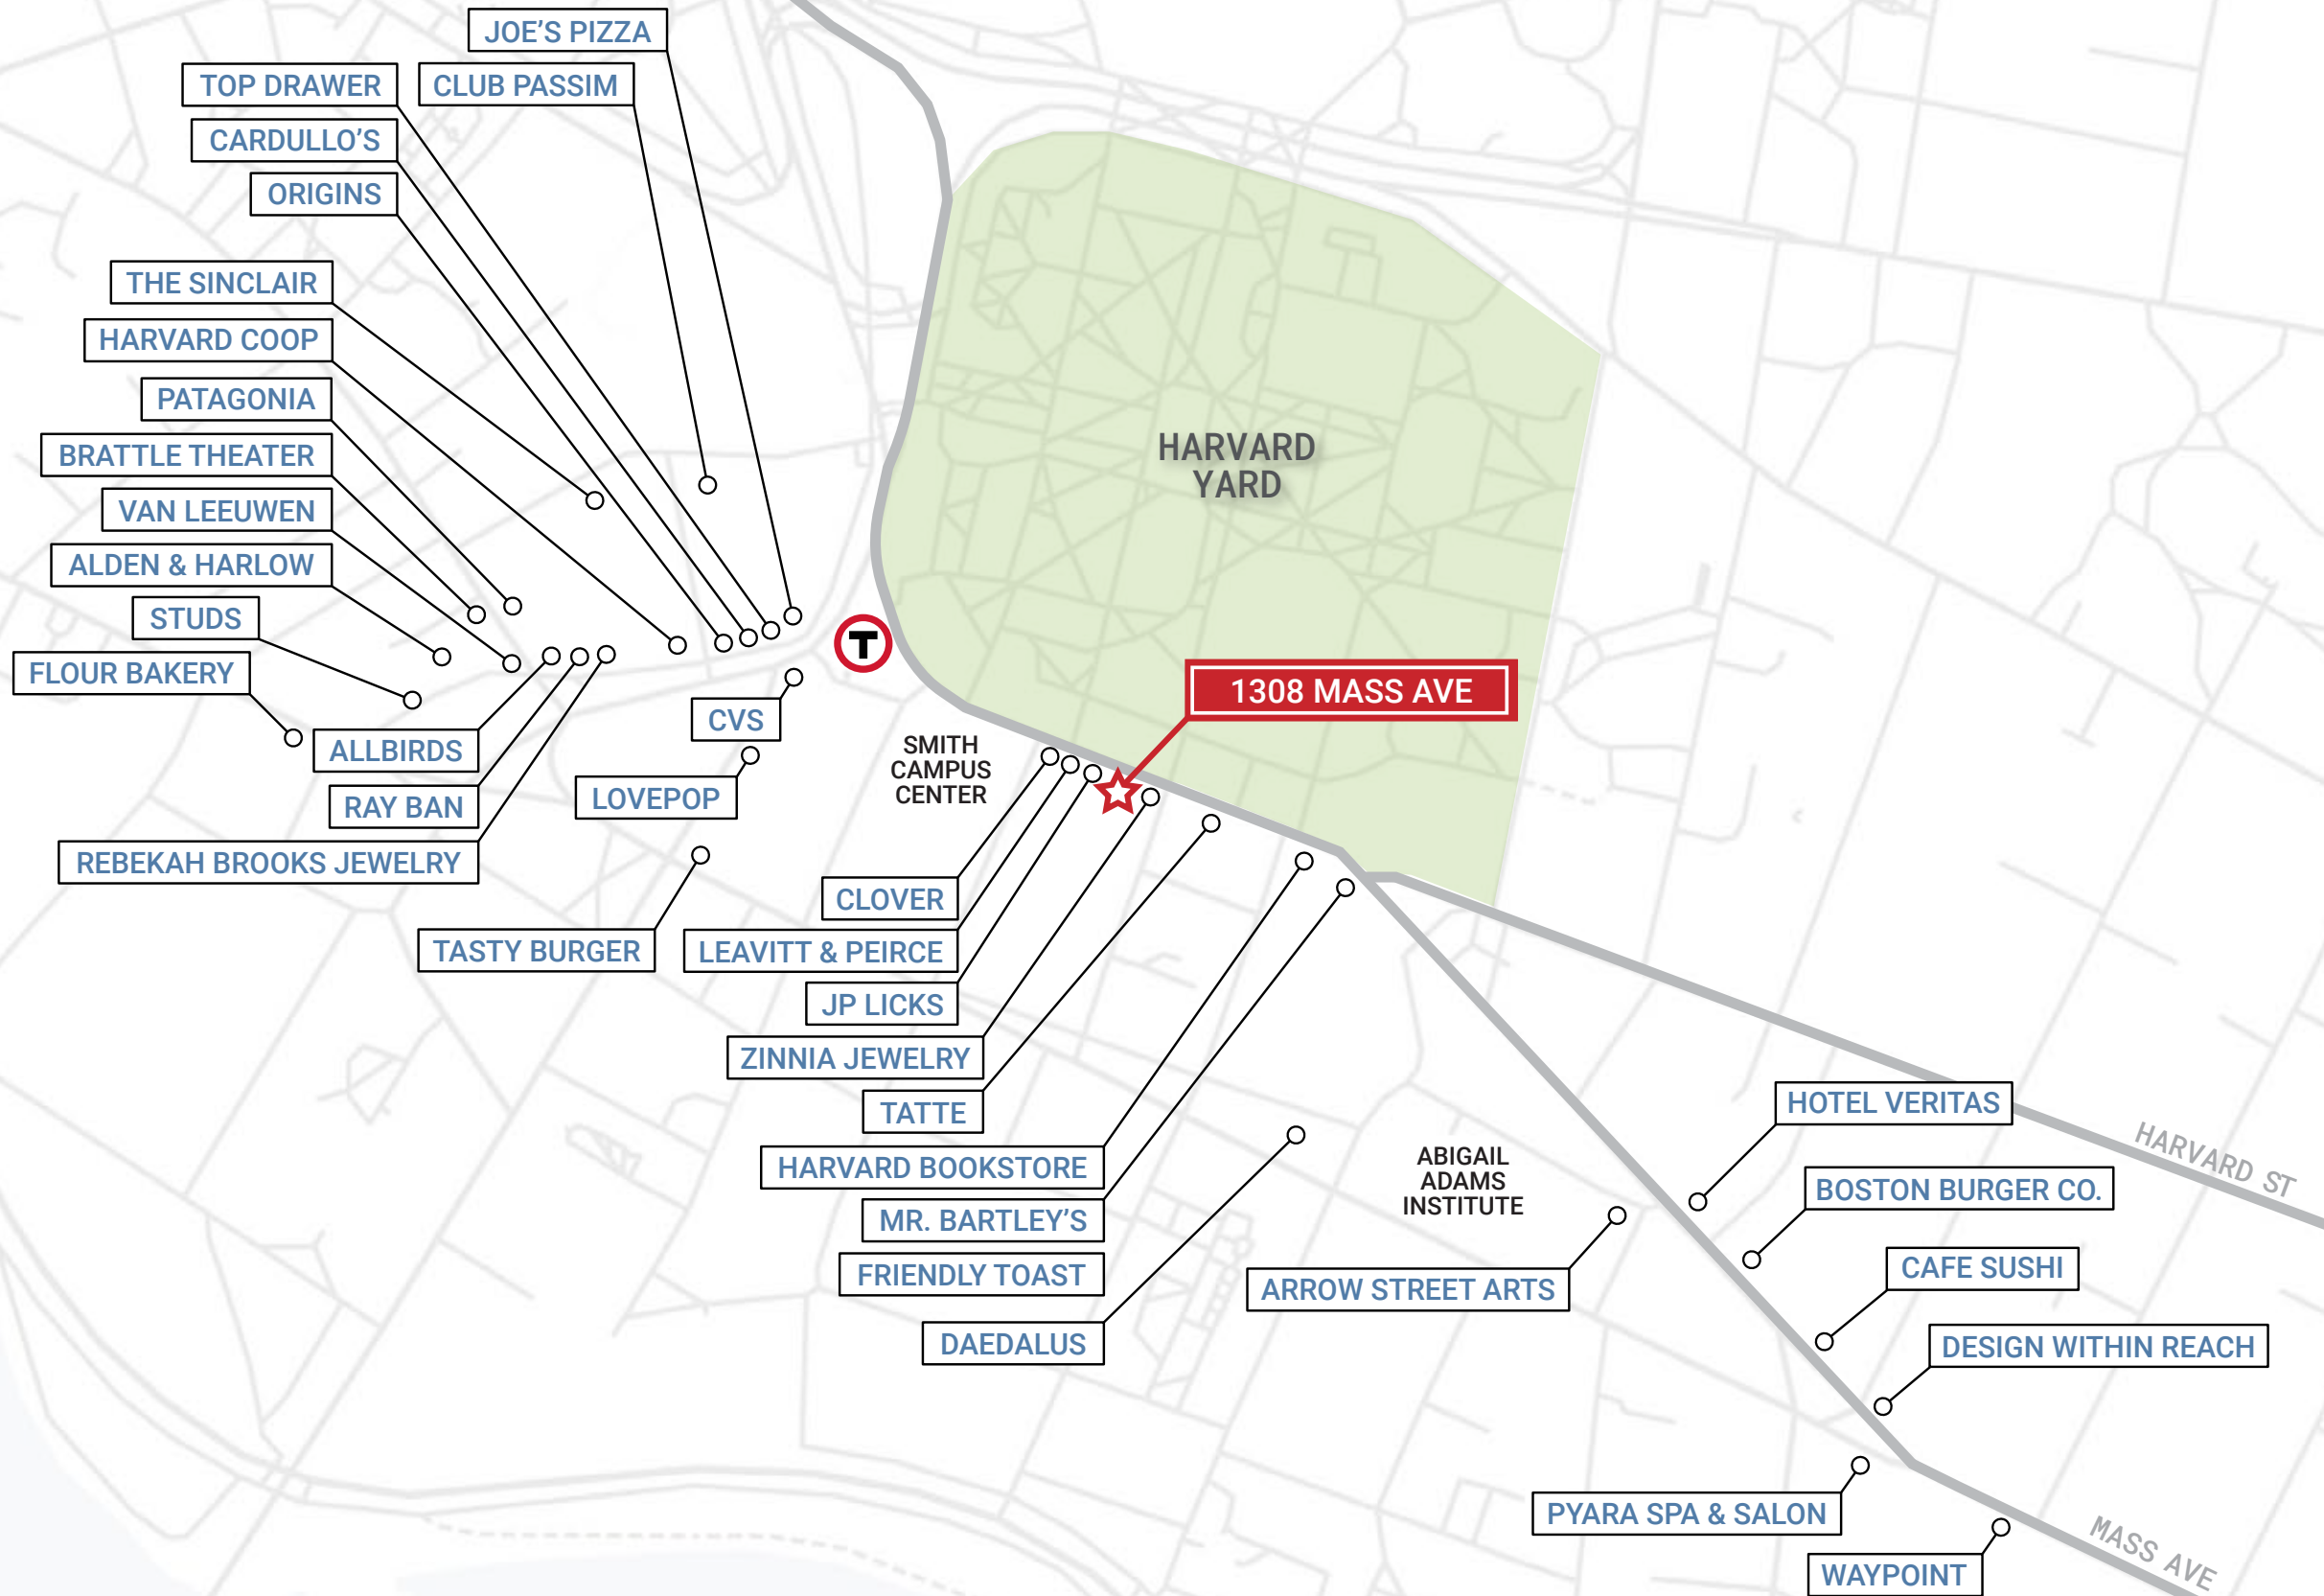 JOE'S PIZZA
TOP DRAWER
CLUB PASSIM
CARDULLO'S
ORIGINS
THE SINCLAIR
HARVARD COOP
PATAGONIA
BRATTLE THEATER
VAN LEEUWEN
ALDEN & HARLOW
STUDS
FLOUR BAKERY
ALLBIRDS
RAY BAN
REBEKAH BROOKS JEWELRY
HARVARD
YARD
T
1308 MASS AVE
CVS
LOVEPOP
SMITH
CAMPUS
CENTER
TASTY BURGER
CLOVER
LEAVITT & PEIRCE
JP LICKS
ZINNIA JEWELRY
TATTE
HARVARD BOOKSTORE
MR. BARTLEY'S
FRIENDLY TOAST
DAEDALUS
ABIGAIL
ADAMS
INSTITUTE
ARROW STREET ARTS
HOTEL VERITAS
HARVARD ST
BOSTON BURGER CO.
CAFE SUSHI
DESIGN WITHIN REACH
PYARA SPA & SALON
WAYPOINT
MASS AVE